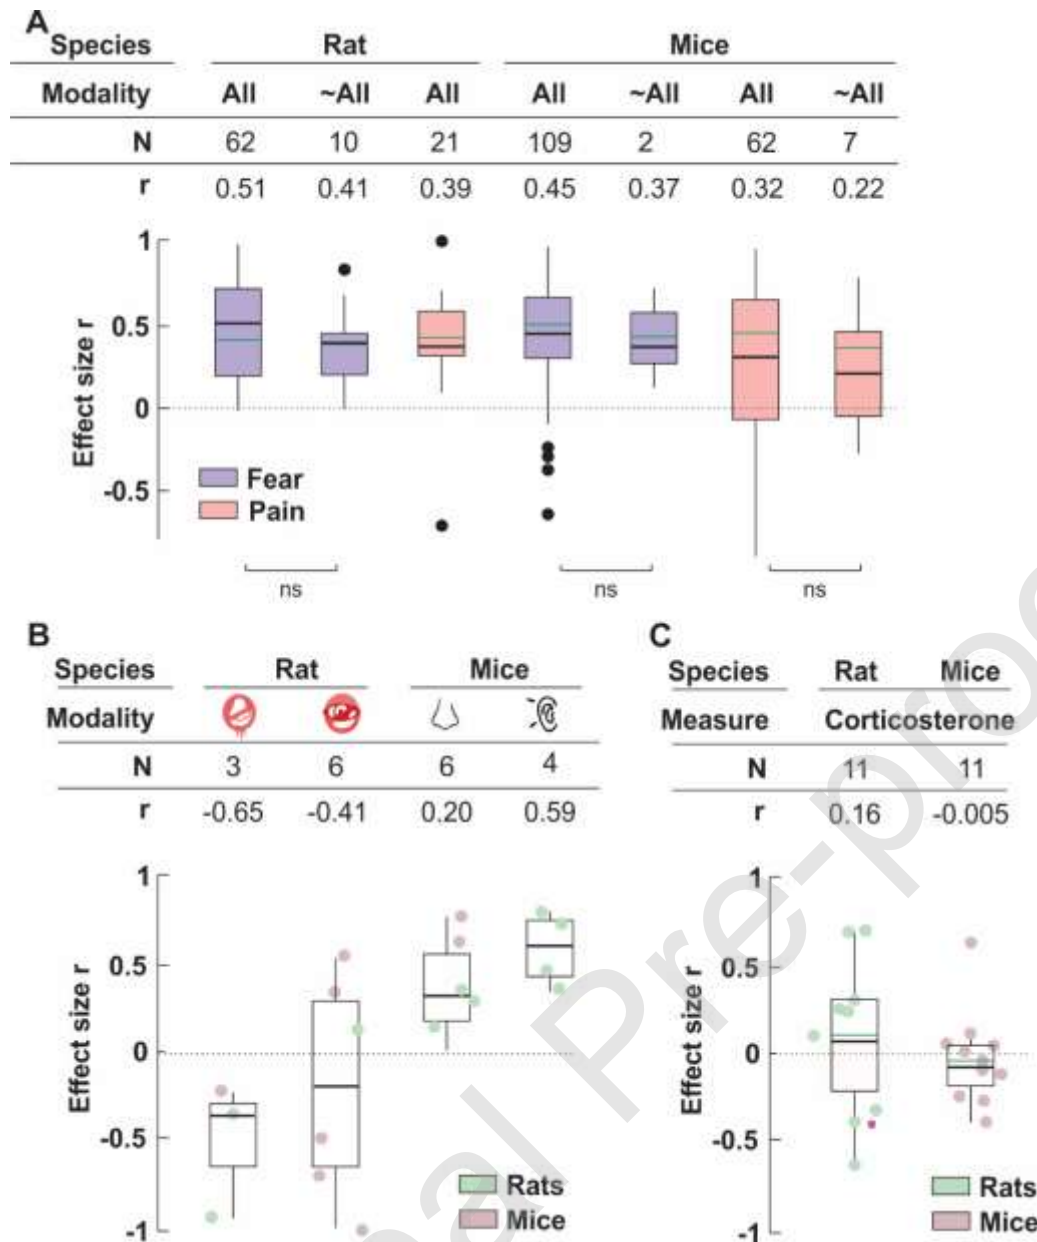 A
Species Rat Mice
Modality All ~All All All ~All All ~All
N 62 10 21 109 2 62 7
r 0.51 0.41 0.39 0.45 0.37 0.32 0.22
Effect size r
1
0.5
0
-0.5
Fear
Pain
ns ns ns
B
Species Rat Mice
Modality
N 3 6 6 4
r -0.65 -0.41 0.20 0.59
Effect size r
1
0.5
0
-0.5
-1
Rats
Mice
C
Species Rat Mice
Measure Corticosterone
N 11 11
r 0.16 -0.005
Effect size r
1
0.5
0
-0.5
-1
Rats
Mice
al Pre-pro